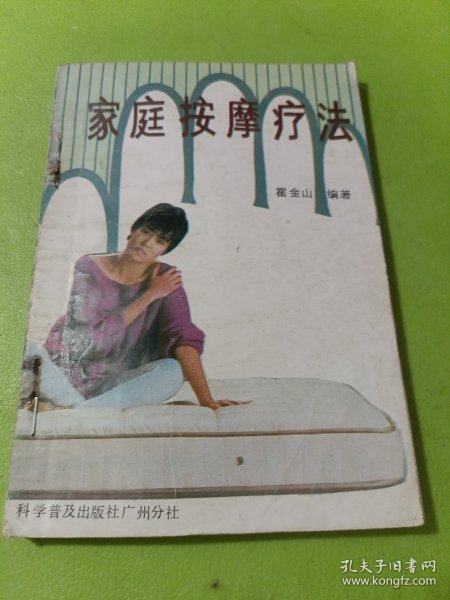 家庭按摩疗法
霍金山 编著
科学普及出版社广州分社
孔夫子旧书网
www.kongfz.com